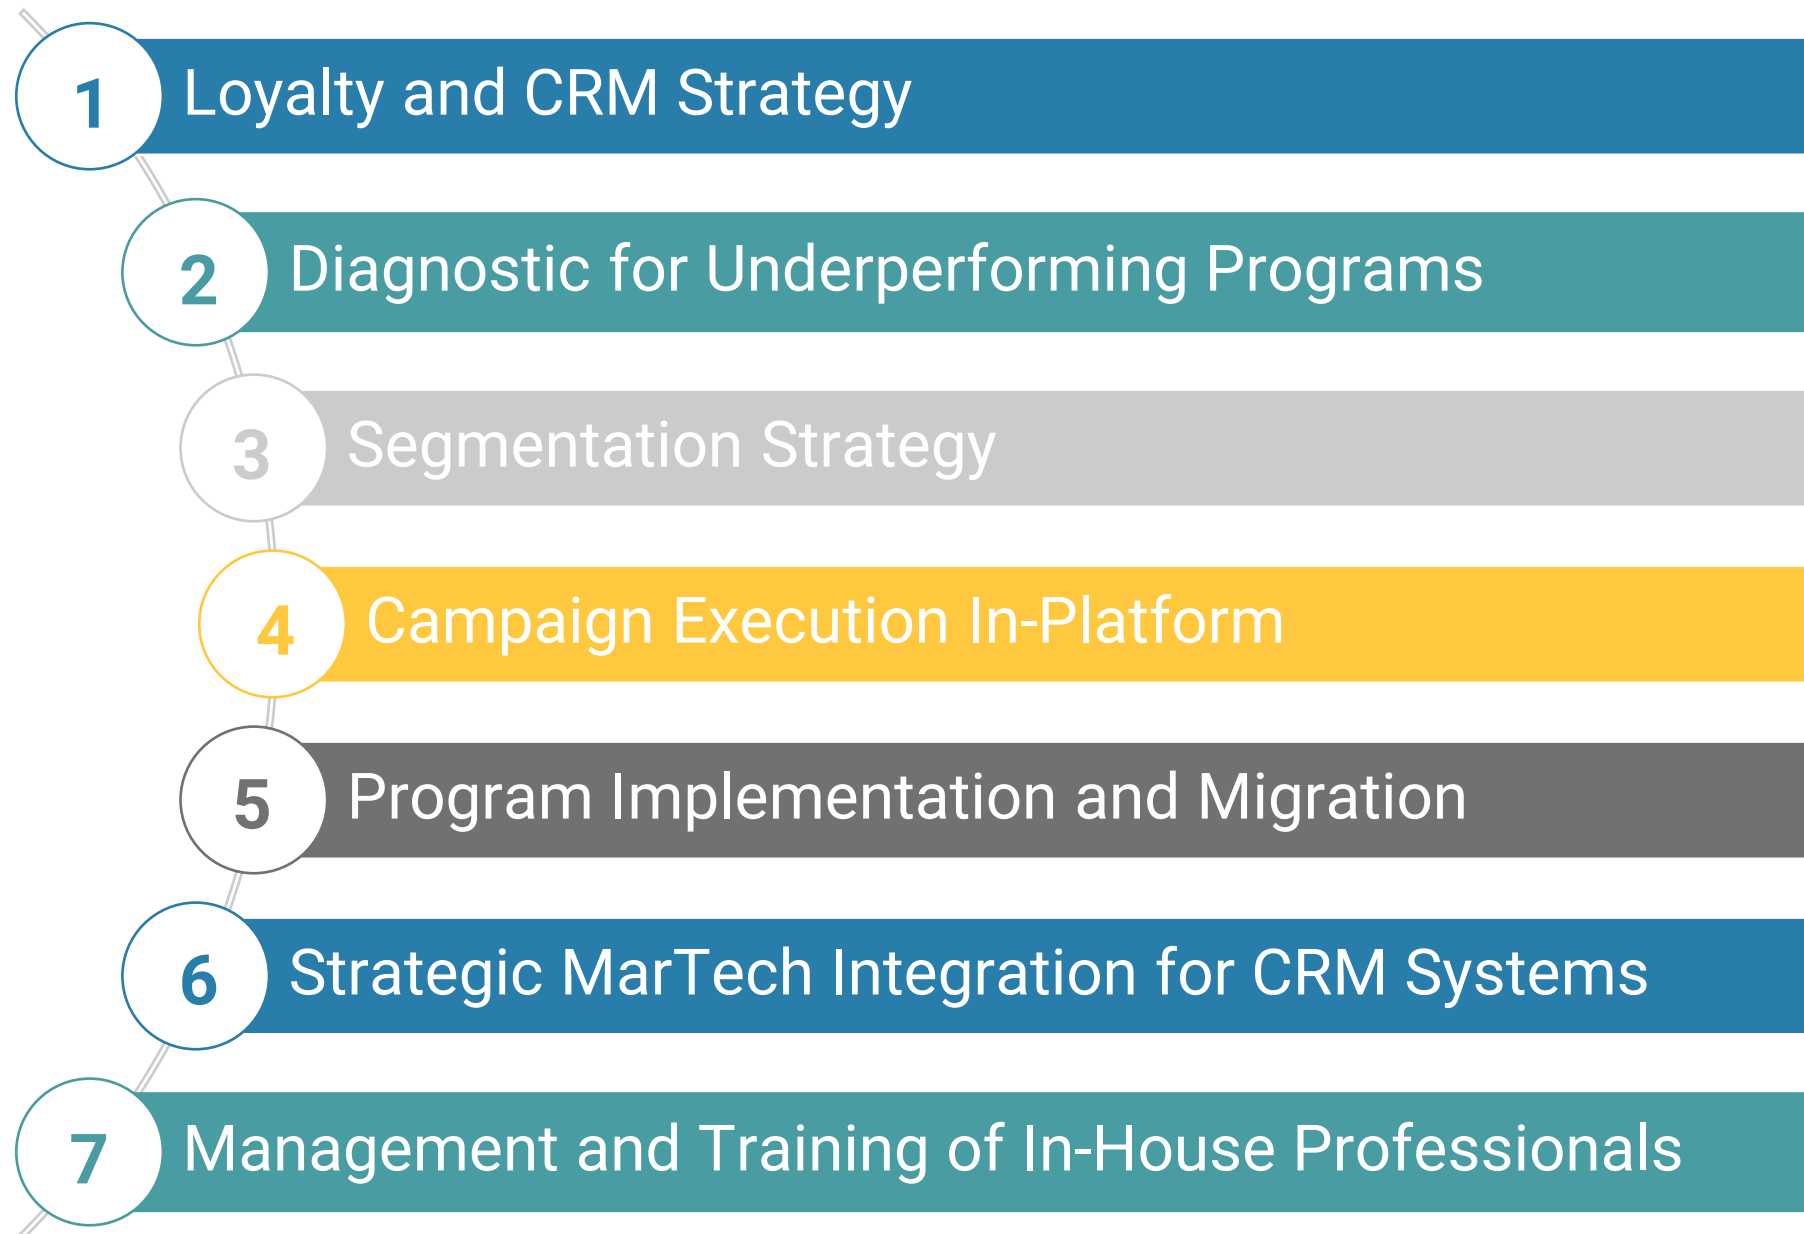 1 Loyalty and CRM Strategy
2 Diagnostic for Underperforming Programs
3 Segmentation Strategy
4 Campaign Execution In-Platform
5 Program Implementation and Migration
6 Strategic MarTech Integration for CRM Systems
7 Management and Training of In-House Professionals